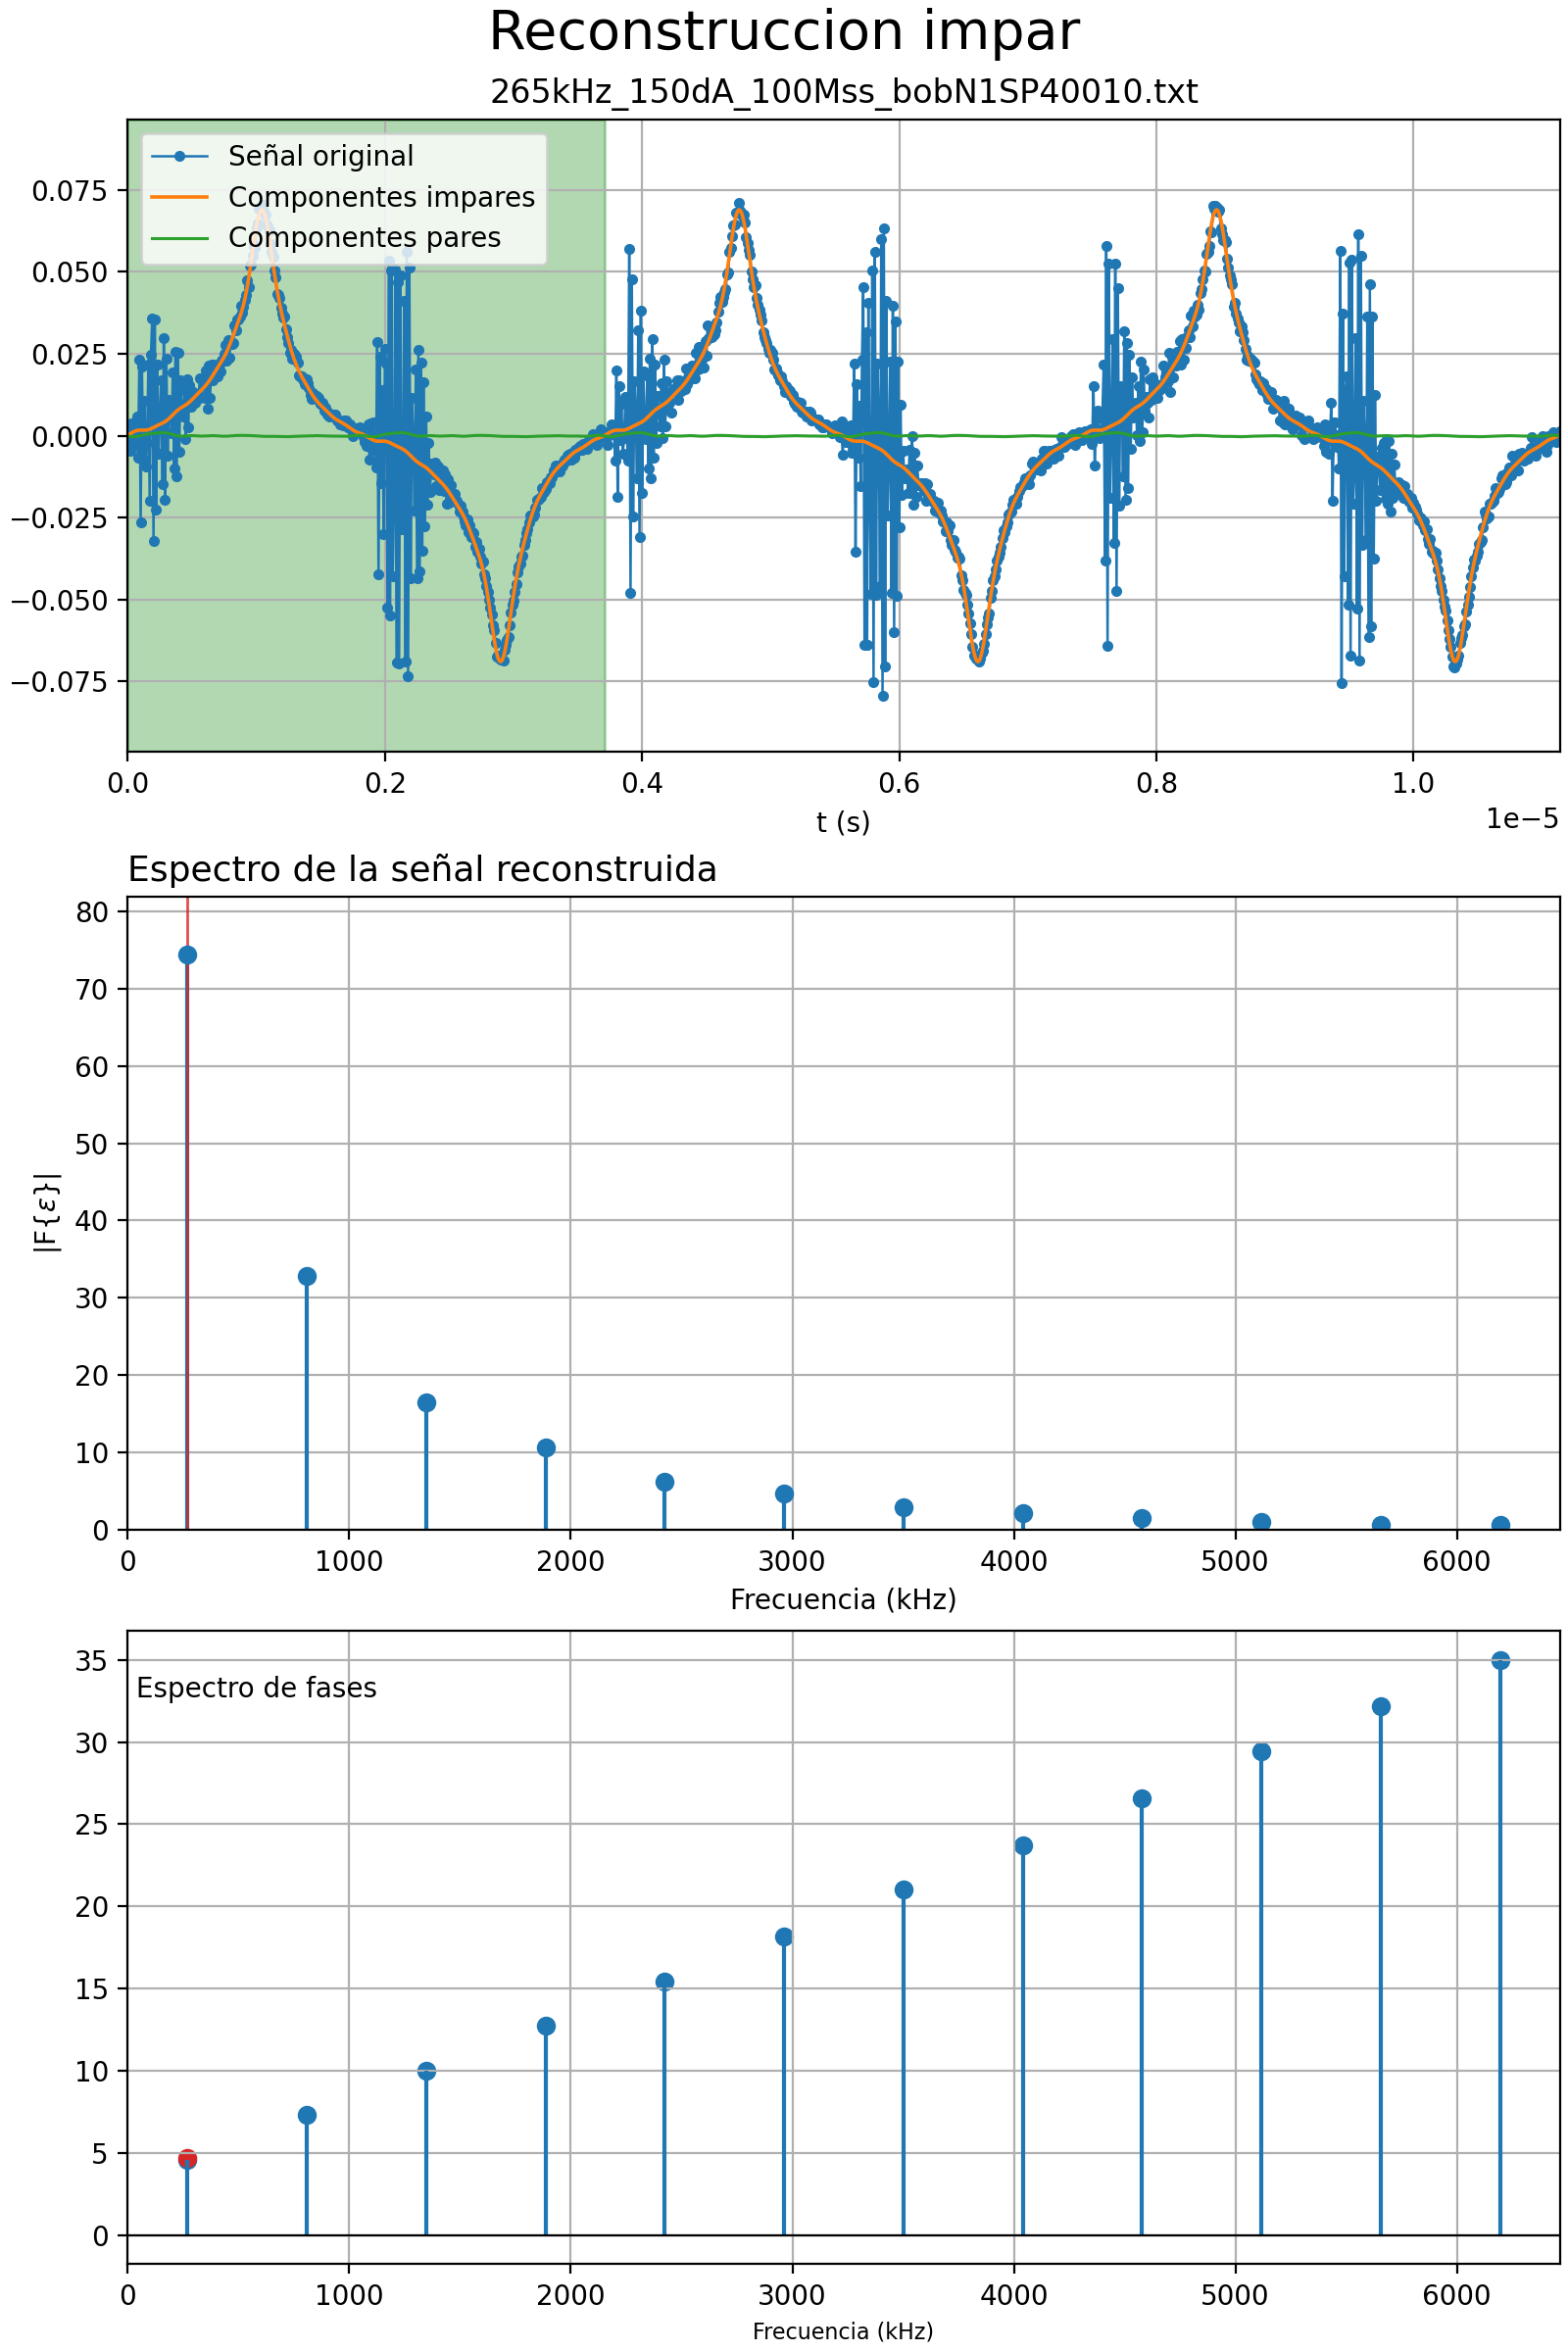 Reconstruccion impar
265kHz_150dA_100Mss_bobN1SP40010.txt
Señal original
Componentes impares
Componentes pares
0.075
0.050
0.025
0.000
−0.025
−0.050
−0.075
0.0 0.2 0.4 0.6 0.8 1.0
t (s)
1e−5
Espectro de la señal reconstruida
80
70
60
50
40
30
20
10
0
|F{ε}|
0 1000 2000 3000 4000 5000 6000
Frecuencia (kHz)
Espectro de fases
35
30
25
20
15
10
5
0
0 1000 2000 3000 4000 5000 6000
Frecuencia (kHz)